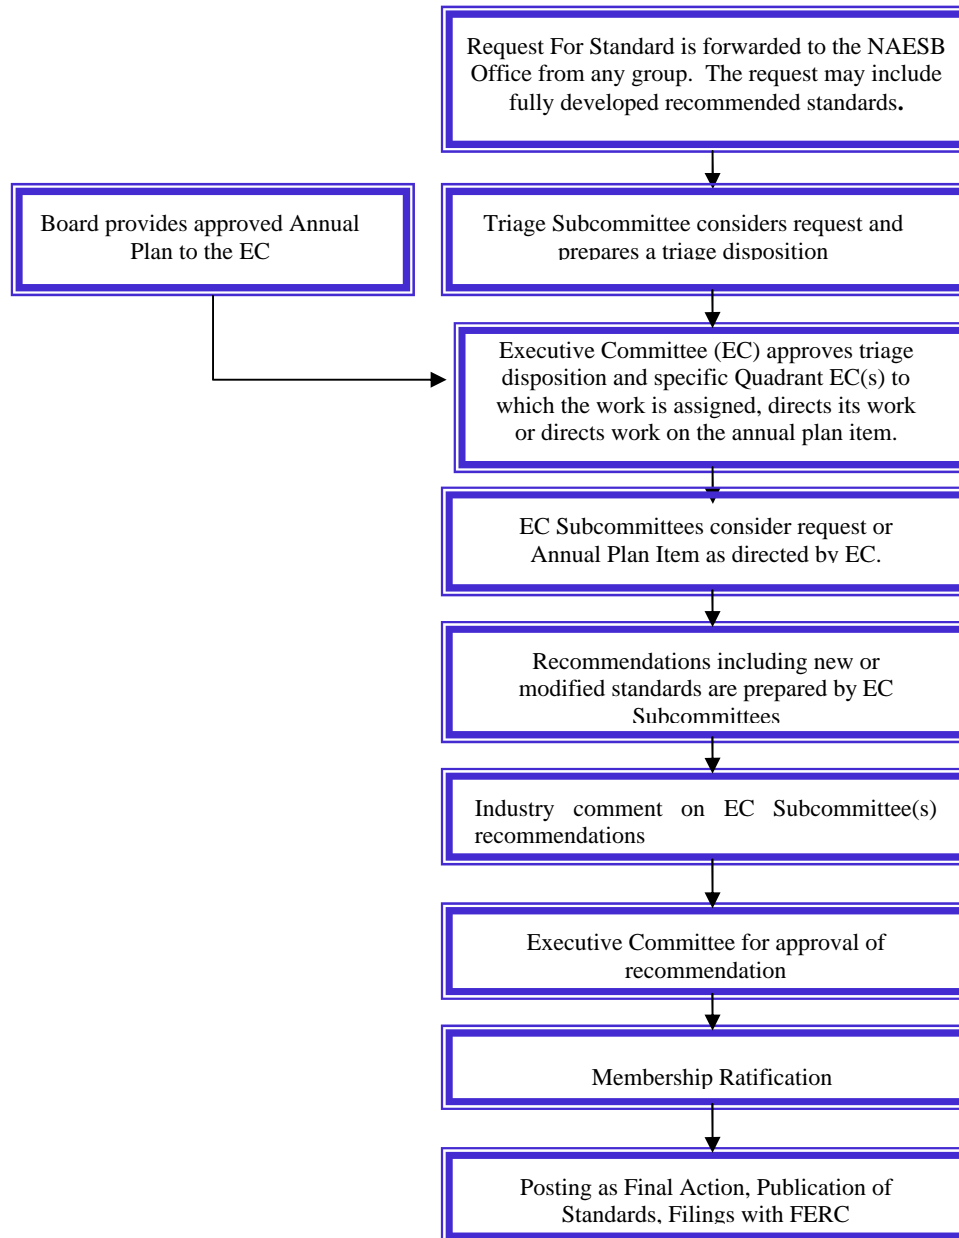 Request For Standard is forwarded to the NAESB
Office from any group. The request may include
fully developed recommended standards.
Board provides approved Annual
Plan to the EC
Triage Subcommittee considers request and
prepares a triage disposition
Executive Committee (EC) approves triage
disposition and specific Quadrant EC(s) to
which the work is assigned, directs its work
or directs work on the annual plan item.
EC Subcommittees consider request or
Annual Plan Item as directed by EC.
Recommendations including new or
modified standards are prepared by EC
Subcommittees
Industry comment on EC Subcommittee(s)
recommendations
Executive Committee for approval of
recommendation
Membership Ratification
Posting as Final Action, Publication of
Standards, Filings with FERC